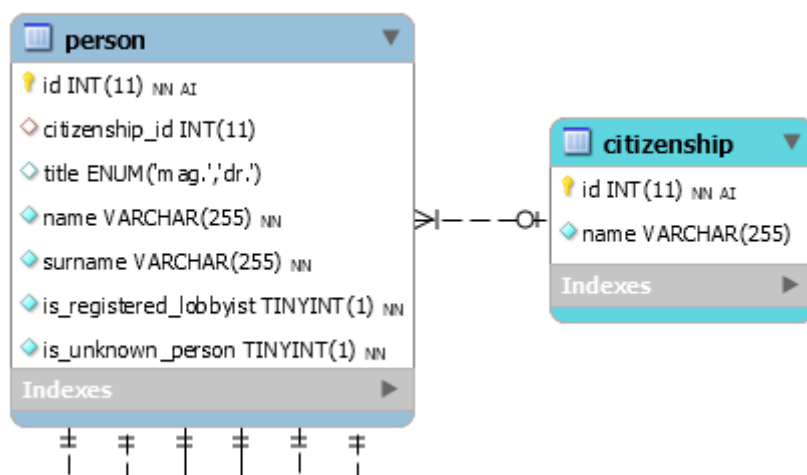 person
id INT(11) NN AI
citizenship_id INT(11)
title ENUM('mag.','dr.')
name VARCHAR(255) NN
surname VARCHAR(255) NN
is_registered_lobbyist TINYINT(1) NN
is_unknown_person TINYINT(1) NN
Indexes
citizenship
id INT(11) NN AI
name VARCHAR(255)
Indexes